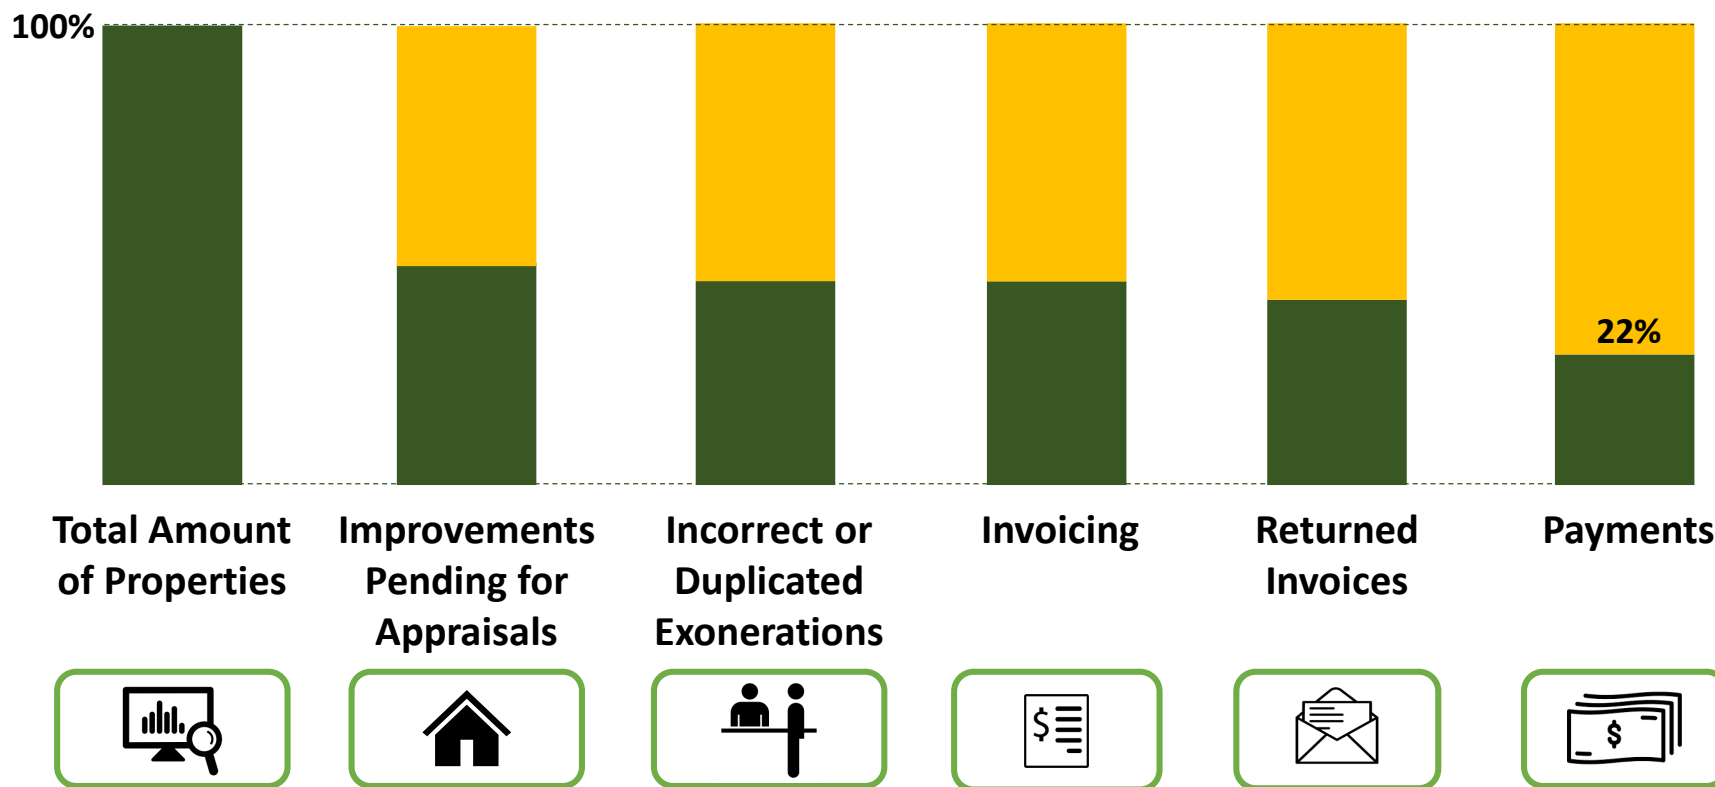 100%
22%
Total Amount
of Properties
Improvements
Pending for
Appraisals
Incorrect or
Duplicated
Exonerations
Invoicing
Returned
Invoices
Payments
$
$